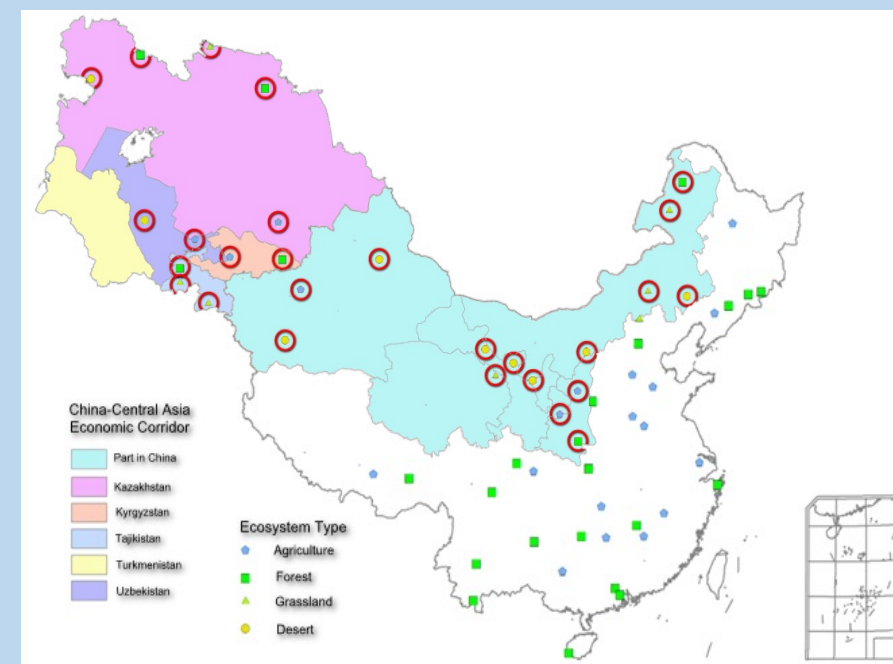 China-Central Asia
Economic Corridor
Part in China
Kazakhstan
Kyrgyzstan
Tajikistan
Turkmenistan
Uzbekistan
Ecosystem Type
Agriculture
Forest
Grassland
Desert